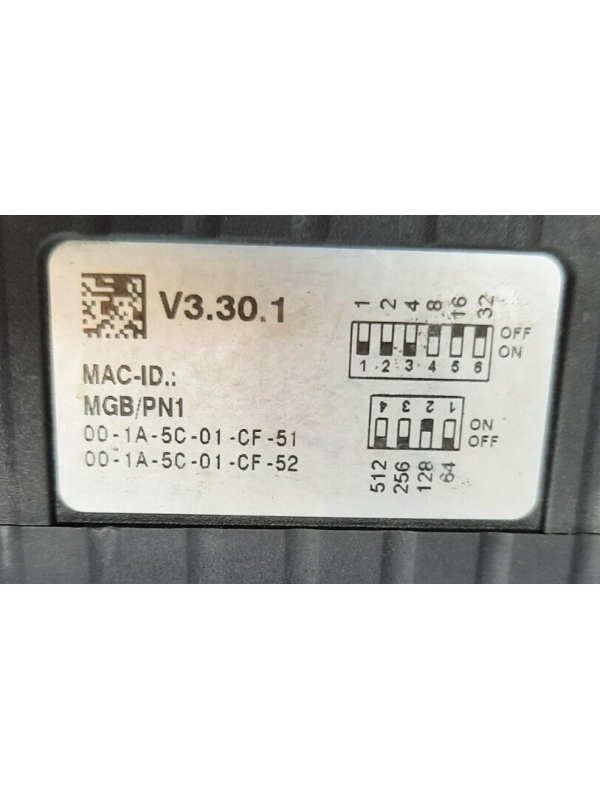 V3.30.1
MAC-ID.:
MGB/PN1
00-1A-5C-01-CF-51
00-1A-5C-01-CF-52
1 2 4 8 16 32
OFF
ON
1 2 3 4 5 6
4 3 2 1
ON
OFF
512 256 128 64